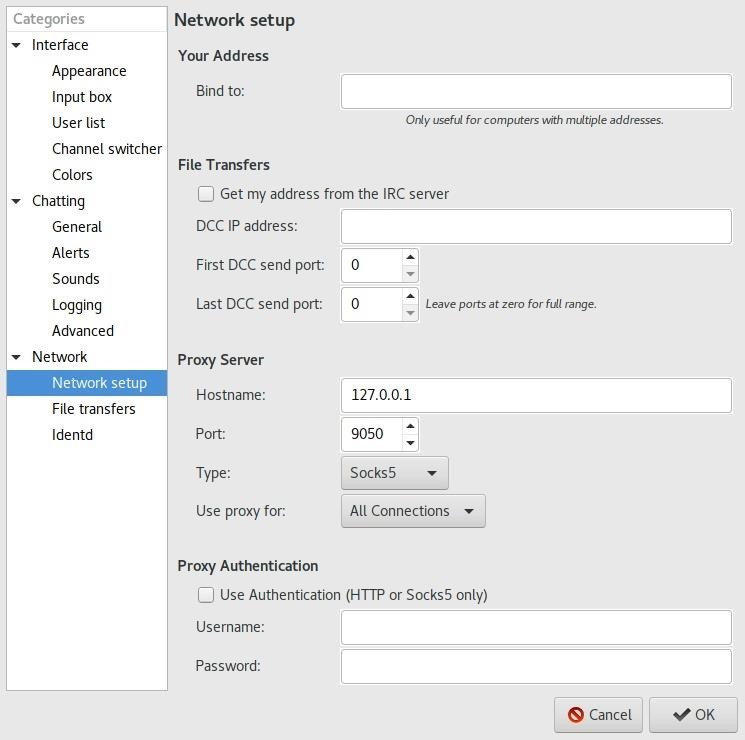 Categories
Interface
Appearance
Input box
User list
Channel switcher
Colors
Chatting
General
Alerts
Sounds
Logging
Advanced
Network
Network setup
File transfers
Identd
Network setup
Your Address
Bind to:
Only useful for computers with multiple addresses.
File Transfers
Get my address from the IRC server
DCC IP address:
First DCC send port: 0
Last DCC send port: 0 Leave ports at zero for full range.
Proxy Server
Hostname: 127.0.0.1
Port: 9050
Type: Socks5
Use proxy for: All Connections
Proxy Authentication
Use Authentication (HTTP or Socks5 only)
Username:
Password:
Cancel OK